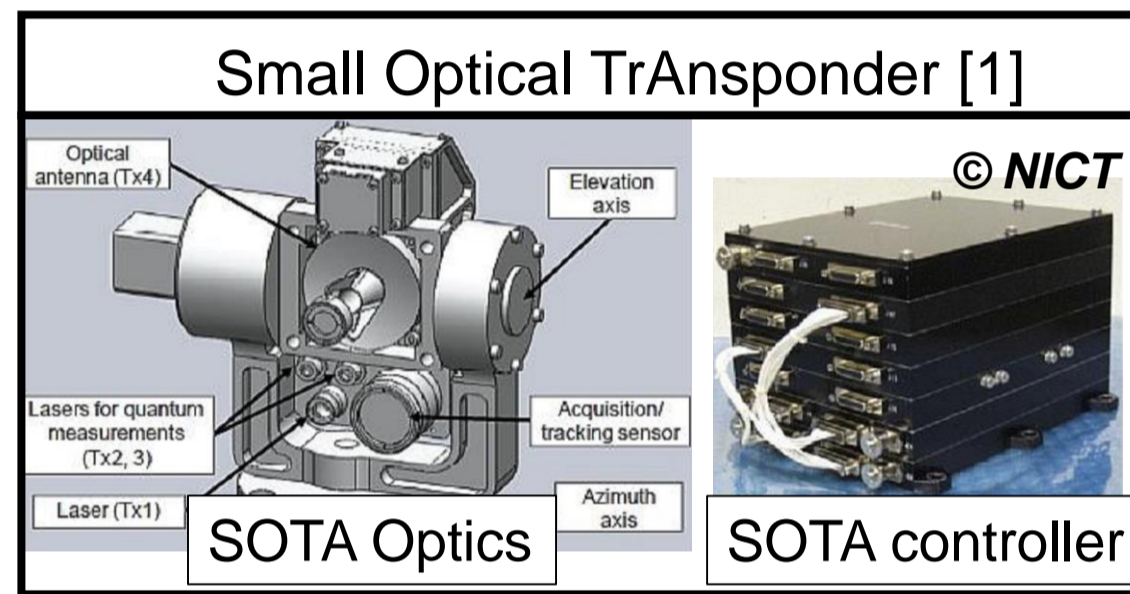 Small Optical TrAnsponder [1]
Optical
antenna (Tx4)
Elevation
axis
Lasers for quantum
measurements
(Tx2, 3)
Acquisition/
tracking sensor
Laser (Tx1)
Azimuth
axis
SOTA Optics
© NICT
SOTA controller